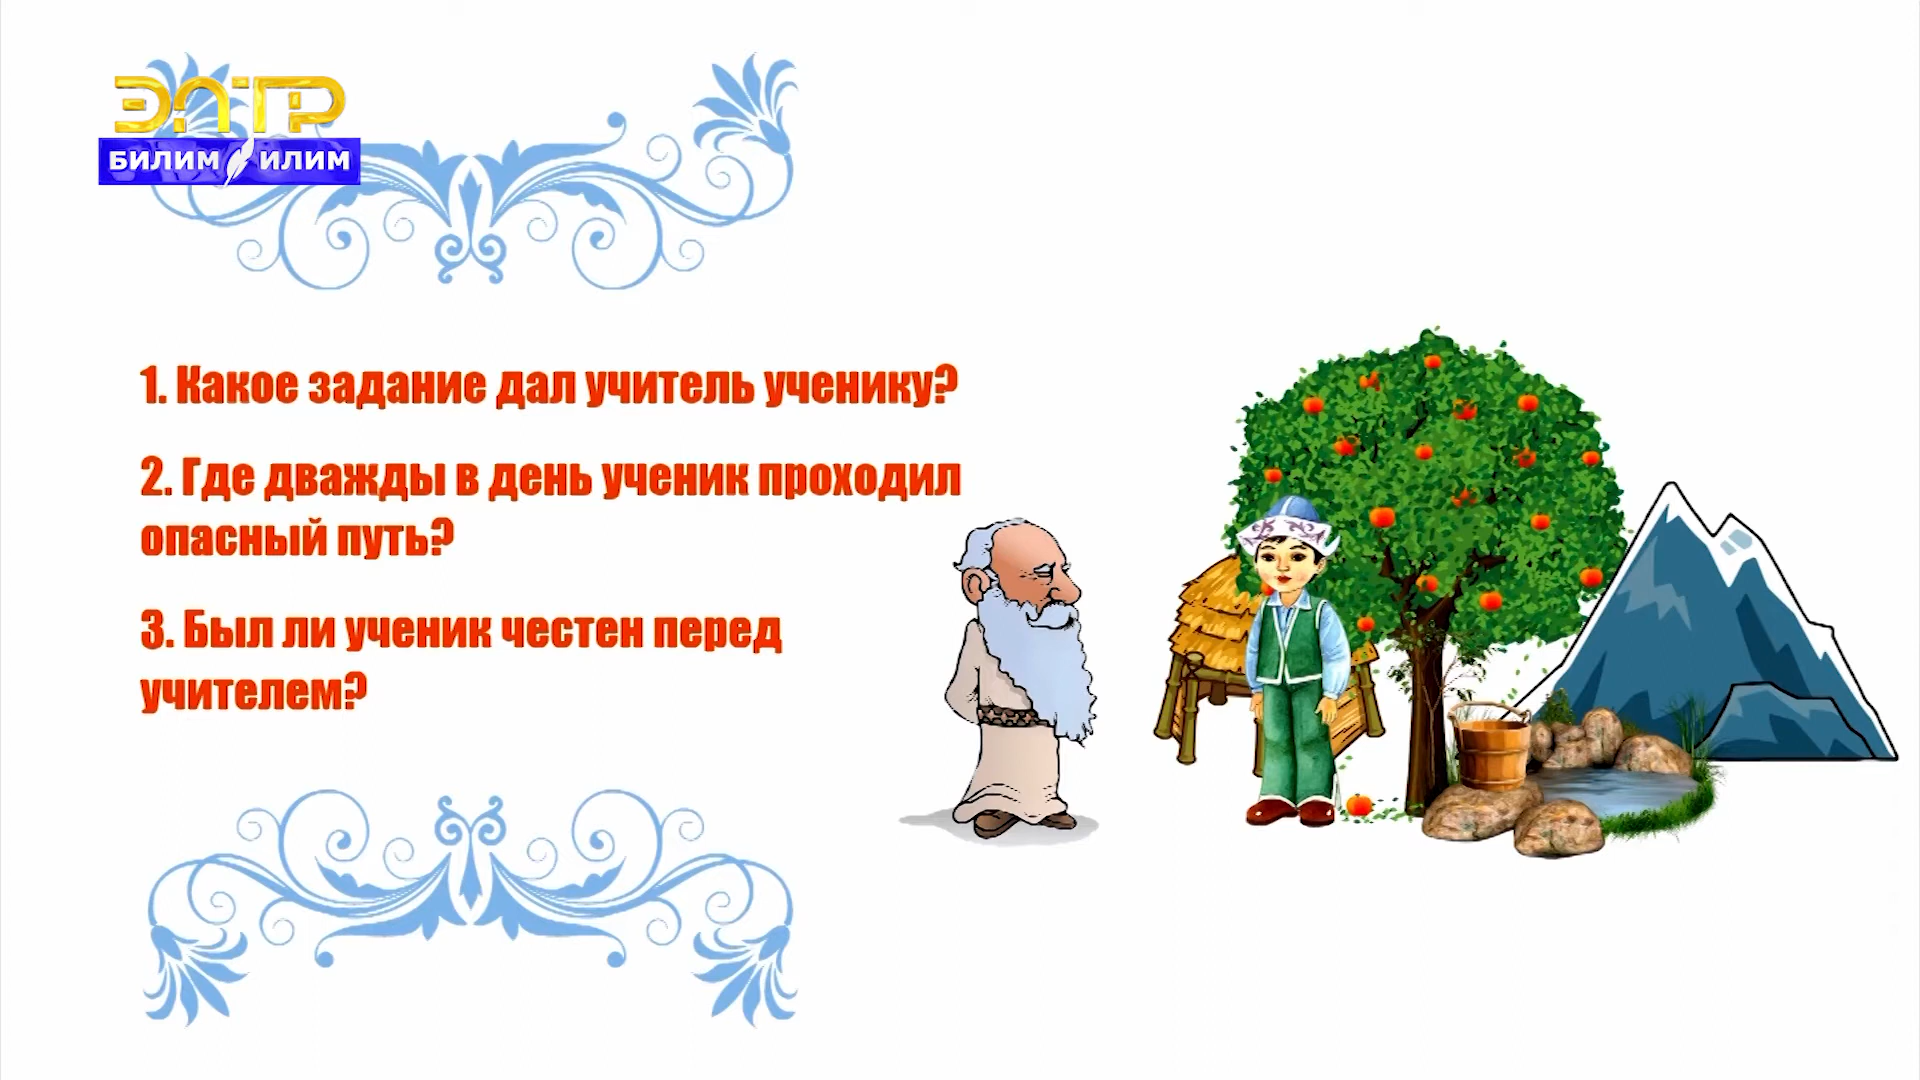 ЭЛТР
БИЛИМ ИЛИМ
1. Какое задание дал учитель ученику?
2. Где дважды в день ученик проходил
опасный путь?
3. Был ли ученик честен перед
учителем?